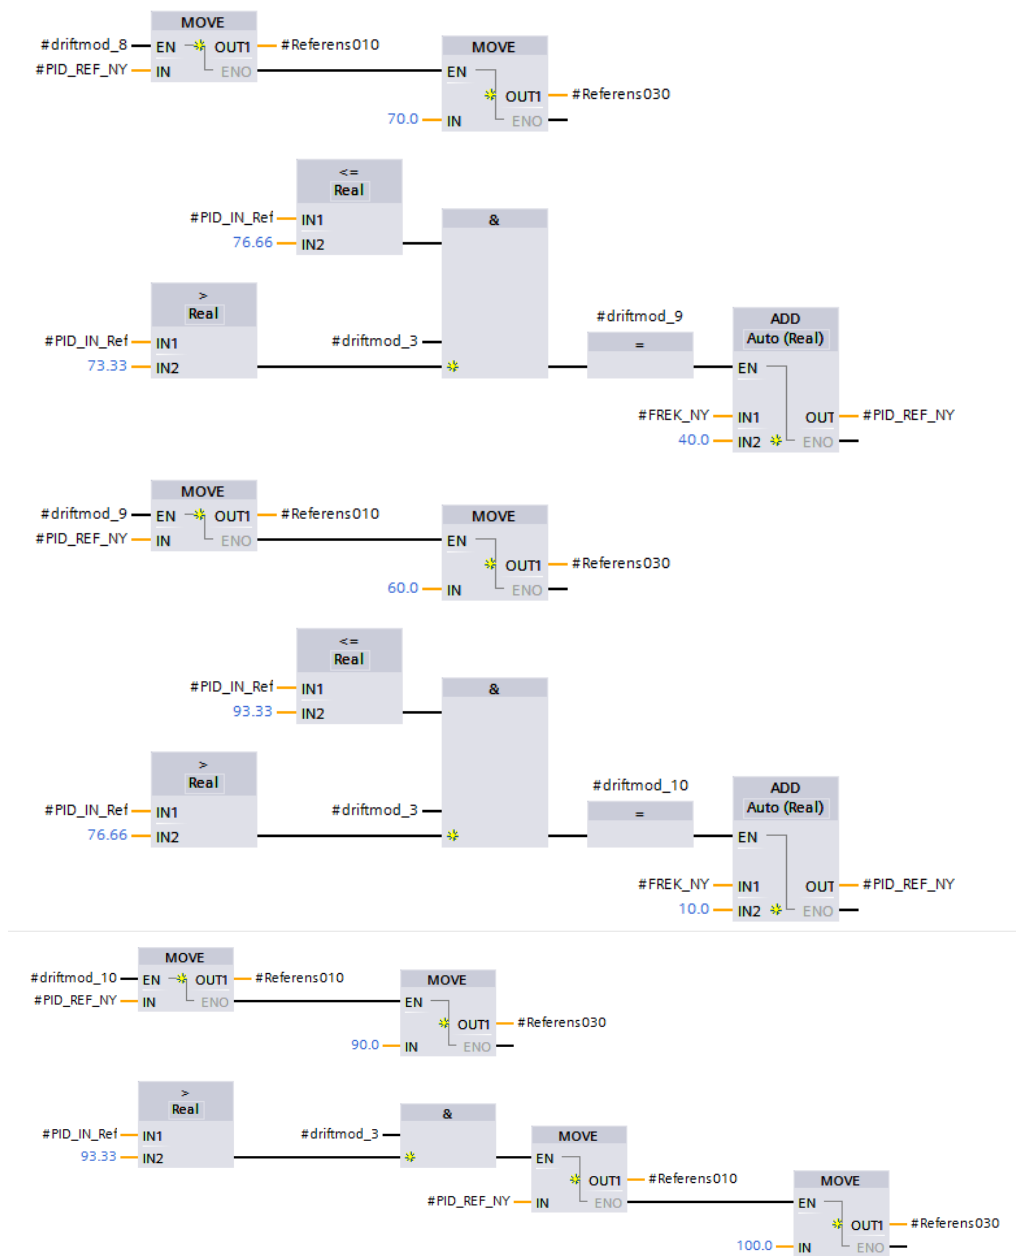 MOVE
#driftmod_8 EN OUT1 #Referens010
#PID_REF_NY IN ENO
MOVE
EN
OUT1 #Referens030
70.0 IN ENO
<=
Real
#PID_IN_Ref IN1
76.66 IN2
&
>
Real
#PID_IN_Ref IN1
73.33 IN2
#driftmod_3
#driftmod_9
=
ADD
Auto (Real)
EN
#FREK_NY IN1 OUT #PID_REF_NY
40.0 IN2 ENO
MOVE
#driftmod_9 EN OUT1 #Referens010
#PID_REF_NY IN ENO
MOVE
EN
OUT1 #Referens030
60.0 IN ENO
<=
Real
#PID_IN_Ref IN1
93.33 IN2
&
>
Real
#PID_IN_Ref IN1
76.66 IN2
#driftmod_3
#driftmod_10
=
ADD
Auto (Real)
EN
#FREK_NY IN1 OUT #PID_REF_NY
10.0 IN2 ENO
MOVE
#driftmod_10 EN OUT1 #Referens010
#PID_REF_NY IN ENO
MOVE
EN
OUT1 #Referens030
90.0 IN ENO
>
Real
#PID_IN_Ref IN1
93.33 IN2
&
#driftmod_3
MOVE
EN
OUT1 #Referens010
#PID_REF_NY IN ENO
MOVE
EN
OUT1 #Referens030
100.0 IN ENO